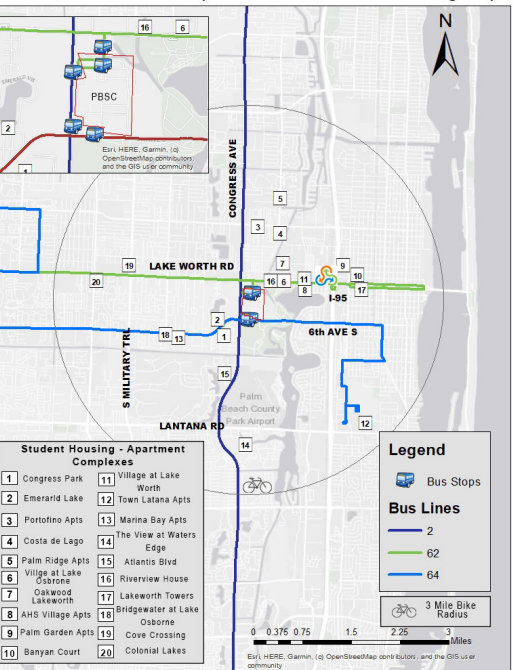 16
6
EMERALD VW
PBSC
2
1
Esri, HERE, Garmin, (c)
OpenStreetMap contributors,
and the GIS user community
N
CONGRESS AVE
5
3
4
19
LAKE WORTH RD
7
9
20
16
6
11
10
8
17
I-95
2
6th AVE S
18
13
1
S MILITARY TRL
15
Palm
Beach County
Park Airport
12
LANTANA RD
14
Student Housing - Apartment
Complexes
1 Congress Park
2 Emerarld Lake
3 Portofino Apts
4 Costa de Lago
5 Palm Ridge Apts
6 Villge at Lake
Osbrone
7 Oakwood
Lakeworth
8 AHS Village Apts
9 Palm Garden Apts
10 Banyan Court
11 Village at Lake
Worth
12 Town Latana Apts
13 Marina Bay Apts
14 The View at Waters
Edge
15 Atlantis Blvd
16 Riverview House
17 Lakeworth Towers
18 Bridgewater at Lake
Osborne
19 Cove Crossing
20 Colonial Lakes
Legend
Bus Stops
Bus Lines
2
62
64
3 Mile Bike
Radius
0 0.375 0.75 1.5 2.25 3
Miles
Esri, HERE, Garmin, (c) OpenStreetMap contributors, and the GIS user
community